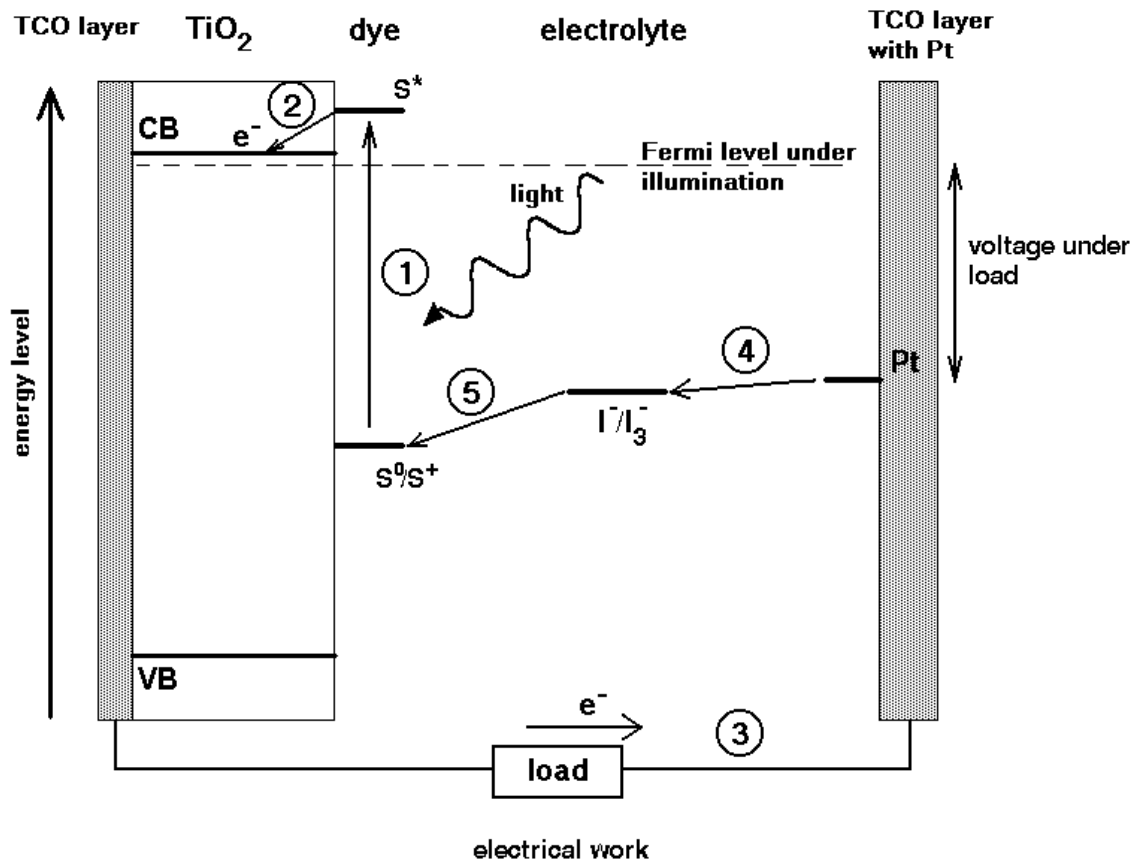 TCO layer
TiO₂
dye
electrolyte
TCO layer
with Pt
S*
②
CB
e⁻
Fermi level under
illumination
light
①
voltage under
load
energy level
④
Pt
⑤
I⁻/I₃⁻
S⁰/S⁺
VB
e⁻
③
load
electrical work